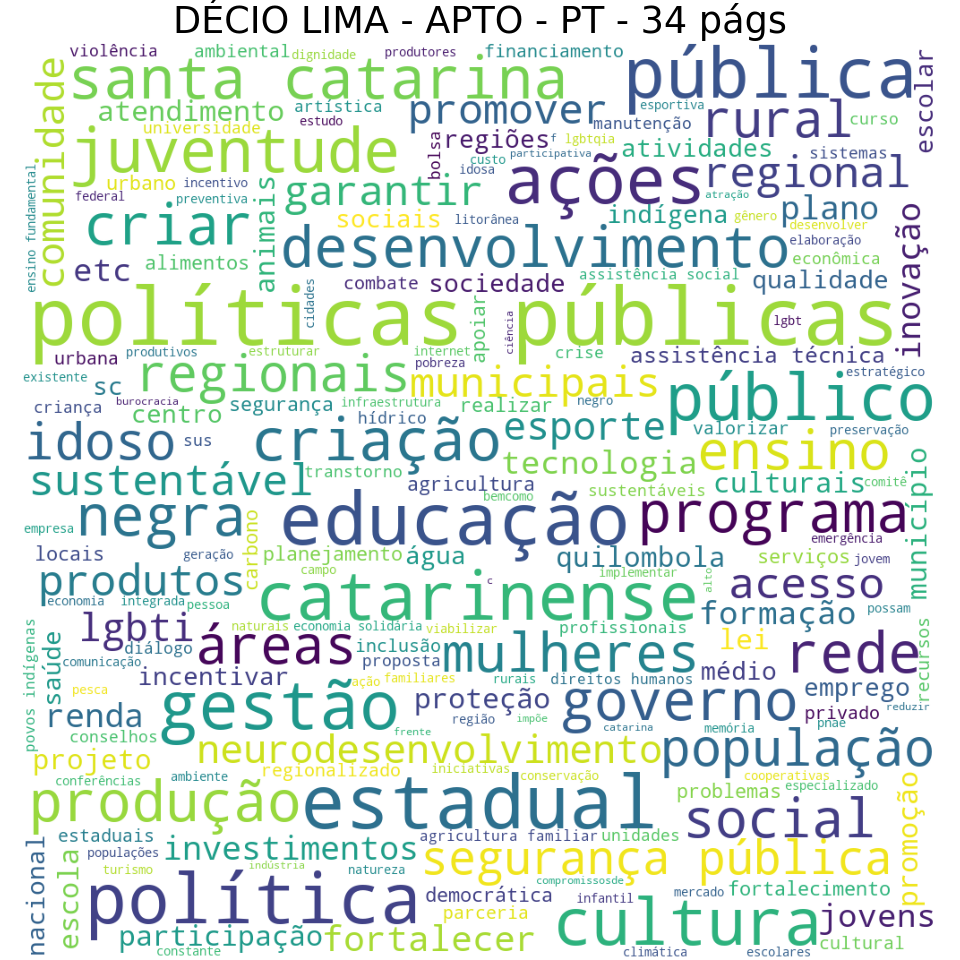 DÉCIO LIMA - APTO - PT - 34 págs
violência ambiental dignidade produtores financiamento
santa catarina pública
comunidade atendimento artística promover esportiva rural curso escolar
universidade estudo manutenção
juventude bolsa regiões f lgbtqia atividades sistemas
custo participativa
urbano incentivo idosa ações regional
federal preventiva garantir atração plano
criar animais sociais litorânea indígena gênero desenvolver
ensino fundamental desenvolvimento elaboração
etc alimentos assistência social econômica inovação
combate sociedade qualidade
políticas públicas
cidades apoiar ciência lgbt
urbana produtivos estruturar internet crise assistência técnica
existente sc regionais pobreza municipais estratégico
burocracia público
criança centro segurança infraestrutura realizar negro
hídrico valorizar preservação
idoso sus criação esporte ensino
tecnologia
sustentável transtorno agricultura sustentáveis culturais comitê município
bemcomo
negra educação programa
empresa emergência
locais geração carbono planejamento água quilombola serviços jovem
produtos campo implementar alto acesso
economia integrada pessoa catarinense c formação possam
lgbti naturais economia solidária viabilizar profissionais lei
povos indígenas saúde diálogo áreas inclusão mulheres rede recursos
comunicação proposta
incentivar ação familiares rurais direitos humanos médio emprego
pesca gestão proteção governo privado reduzir
renda região impõe catarina memória pnae
conselhos frente
projeto neurodesenvolvimento população
conferências ambiente regionalizado iniciativas conservação cooperativas
produção estadual problemas especializado promoção
social
estaduais agricultura familiar unidades
nacional escola populações investimentos segurança pública
turismo indústria natureza compromissosde
política democrática infantil mercado fortalecimento
parceria cultura jovens
participação fortalecer cultural
constante climática escolares